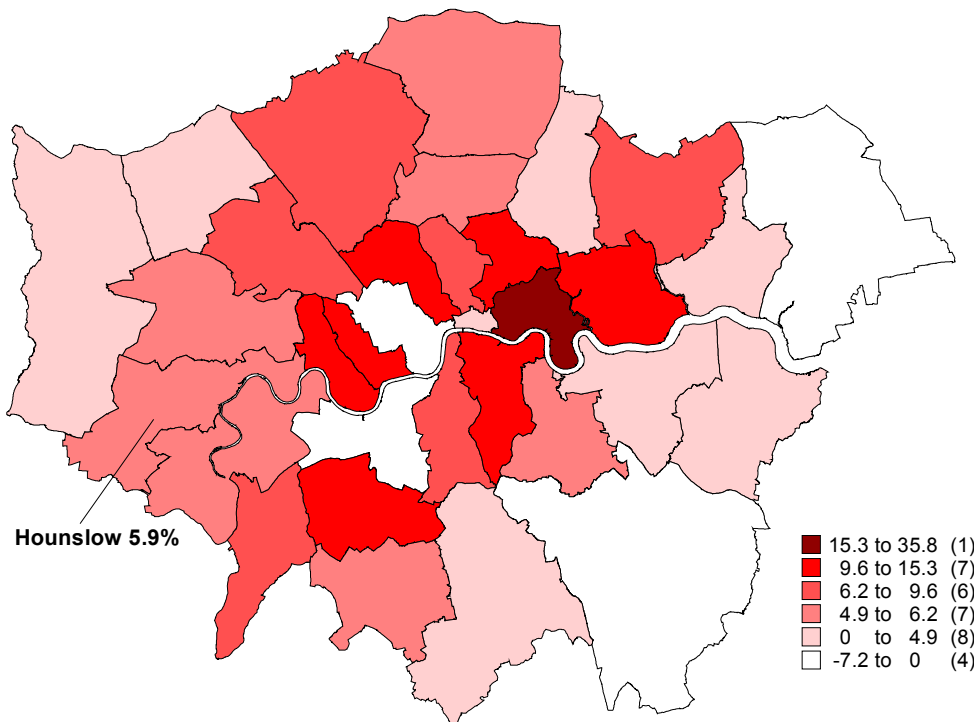 Hounslow 5.9%
15.3 to 35.8 (1)
9.6 to 15.3 (7)
6.2 to 9.6 (6)
4.9 to 6.2 (7)
0 to 4.9 (8)
-7.2 to 0 (4)